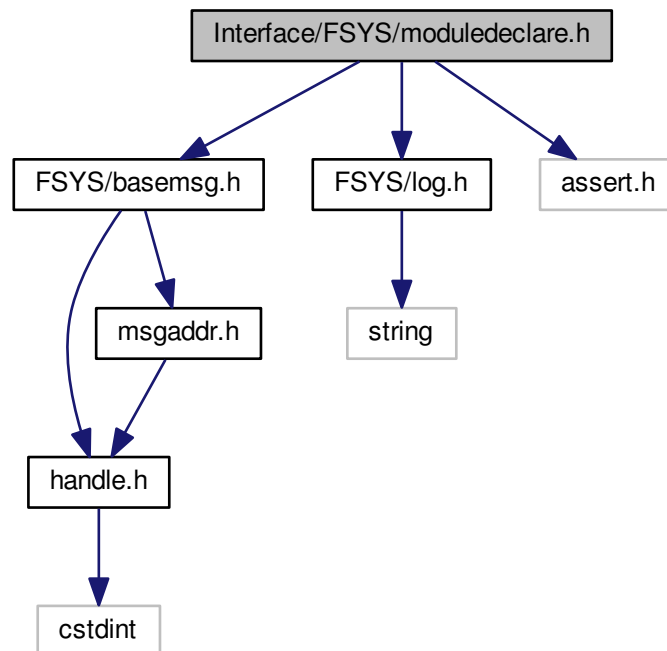 Interface/FSYS/moduledeclare.h
FSYS/basemsg.h
FSYS/log.h
assert.h
msgaddr.h
string
handle.h
cstdint